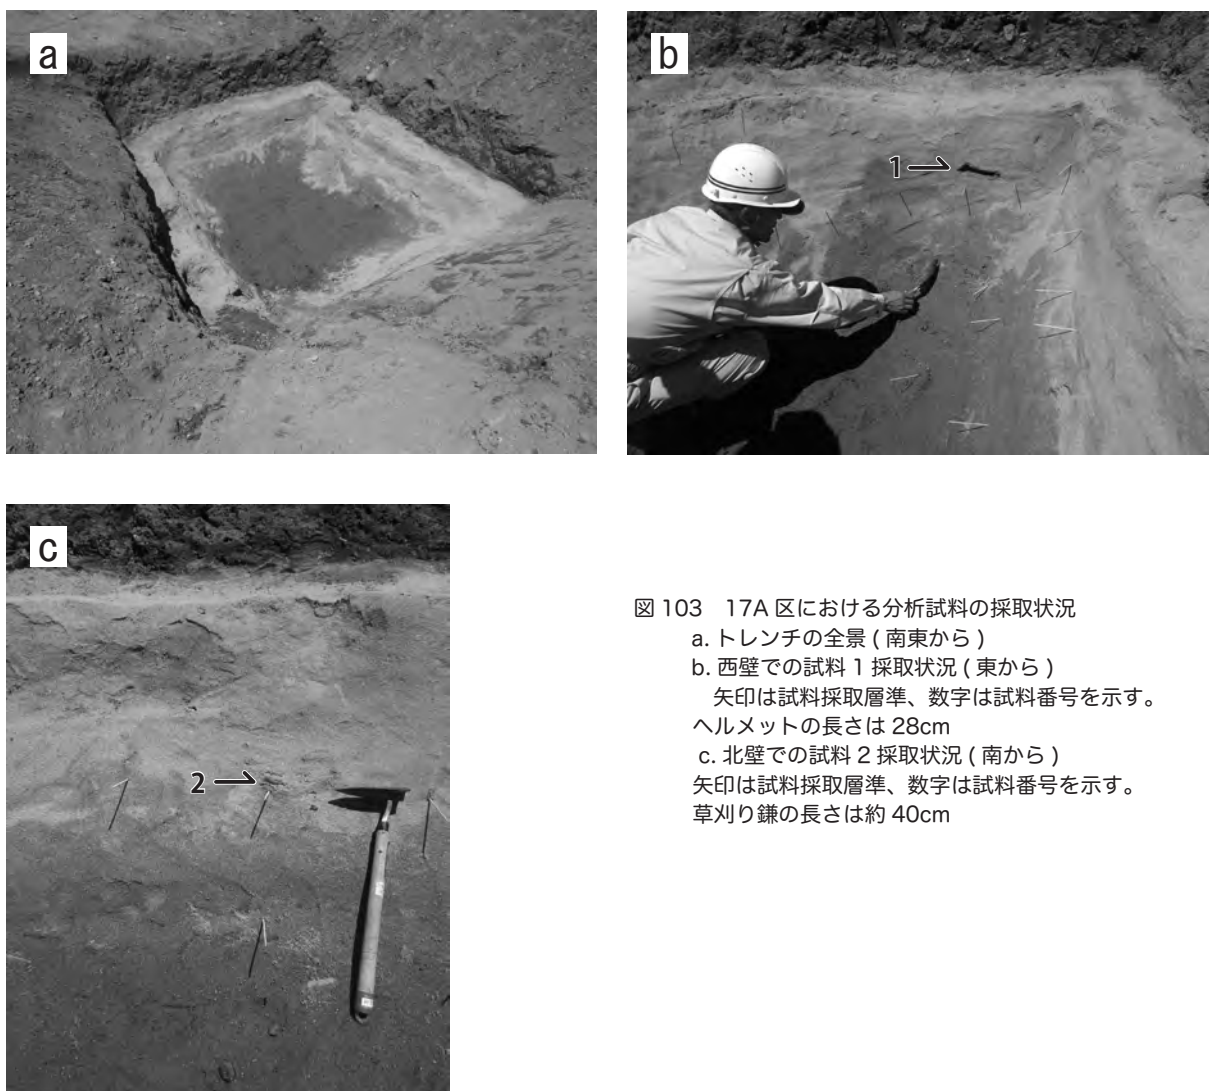 a
b
1
c
2
図 103 17A 区における分析試料の採取状況
a. トレンチの全景 ( 南東から )
b. 西壁での試料 1 採取状況 ( 東から )
矢印は試料採取層準、数字は試料番号を示す。
ヘルメットの長さは 28cm
c. 北壁での試料 2 採取状況 ( 南から )
矢印は試料採取層準、数字は試料番号を示す。
草刈り鎌の長さは約 40cm